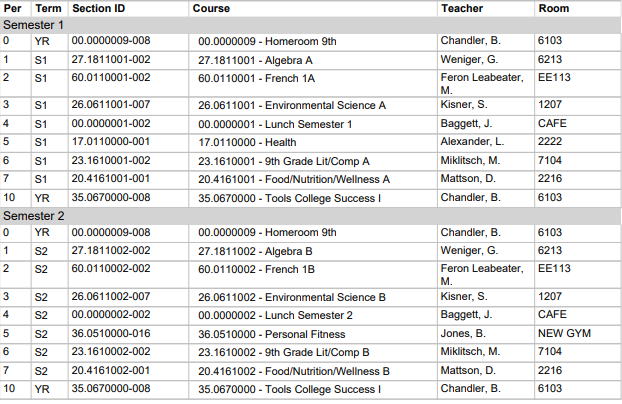 Per Term Section ID Course Teacher Room
Semester 1
0 YR 00.0000009-008 00.0000009 - Homeroom 9th Chandler, B. 6103
1 S1 27.1811001-002 27.1811001 - Algebra A Weniger, G. 6213
2 S1 60.0111001-002 60.0111001 - French 1A Feron Leabeater, EE113
M.
3 S1 26.0611001-007 26.0611001 - Environmental Science A Kisner, S. 1207
4 S1 00.0000001-002 00.0000001 - Lunch Semester 1 Baggett, J. CAFE
5 S1 17.0110000-001 17.0110000 - Health Alexander, L. 2222
6 S1 23.1610001-002 23.1610001 - 9th Grade Lit/Comp A Miklitsch, M. 7104
7 S1 20.4161001-001 20.4161001 - Food/Nutrition/Wellness A Mattson, D. 2216
10 YR 35.0670000-008 35.0670000 - Tools College Success I Chandler, B. 6103
Semester 2
0 YR 00.0000009-008 00.0000009 - Homeroom 9th Chandler, B. 6103
1 S2 27.1811002-002 27.1811002 - Algebra B Weniger, G. 6213
2 S2 60.0111002-002 60.0111002 - French 1B Feron Leabeater, EE113
M.
3 S2 26.0611002-007 26.0611002 - Environmental Science B Kisner, S. 1207
4 S2 00.0000002-002 00.0000002 - Lunch Semester 2 Baggett, J. CAFE
5 S2 36.0510000-016 36.0510000 - Personal Fitness Jones, B. NEW GYM
6 S2 23.1610002-002 23.1610002 - 9th Grade Lit/Comp B Miklitsch, M. 7104
7 S2 20.4161002-001 20.4161002 - Food/Nutrition/Wellness B Mattson, D. 2216
10 YR 35.0670000-008 35.0670000 - Tools College Success I Chandler, B. 6103